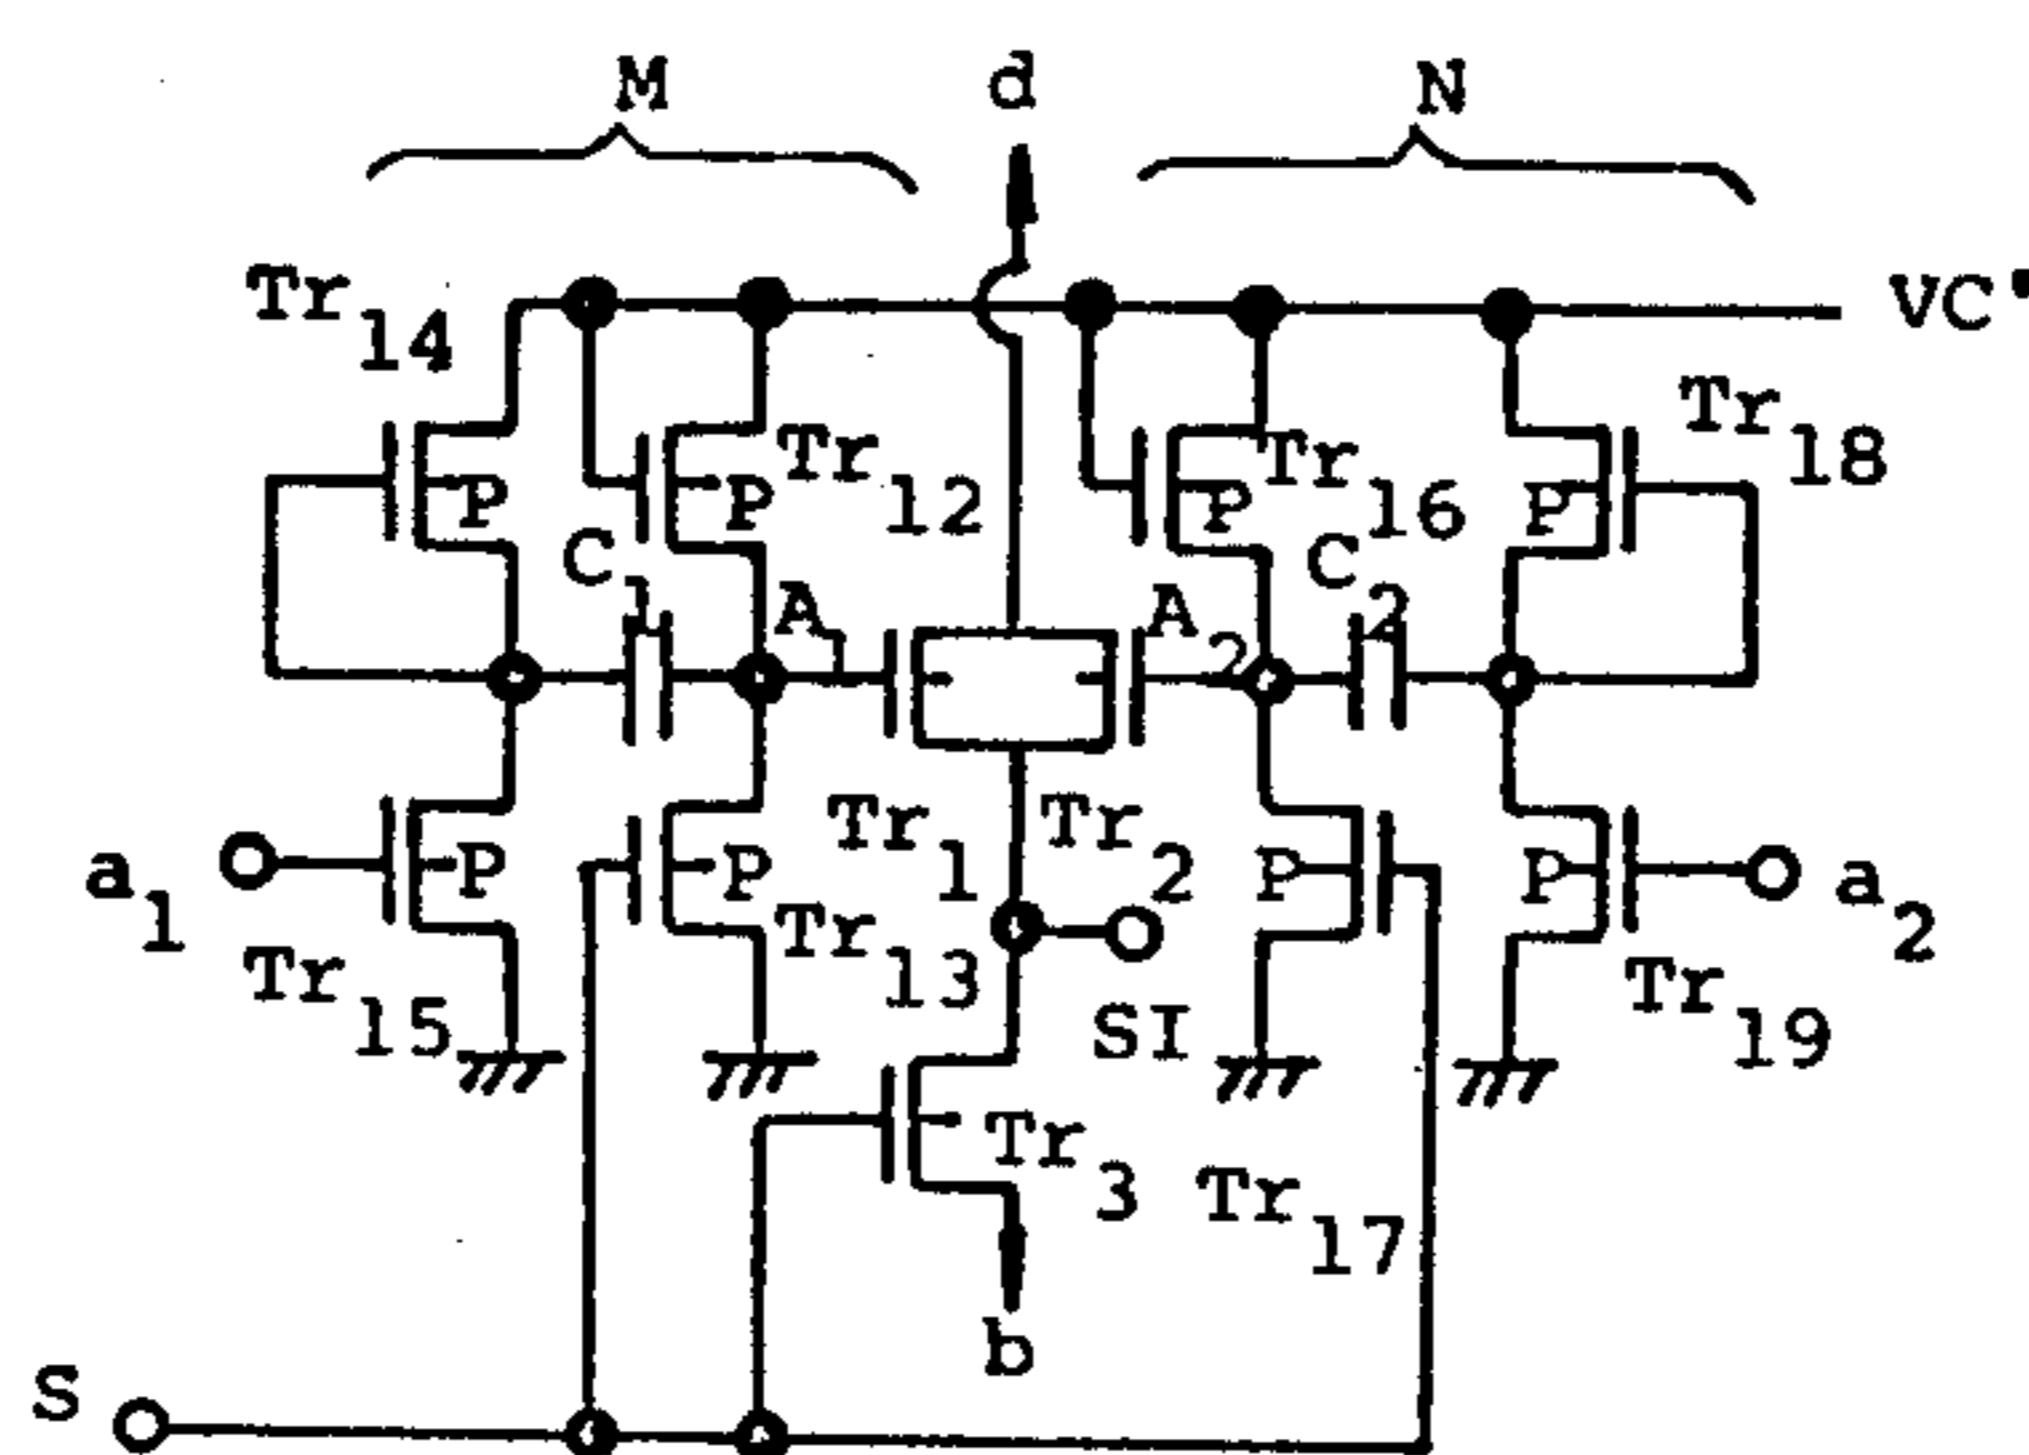 M d N
Tr14 VC'
Tr18
P P Tr12 P Tr16 P
C1 A1 A2 C2
a1 P P Tr1 Tr2 P P a2
Tr15 Tr13 SI Tr19
Tr3 Tr17
b
S